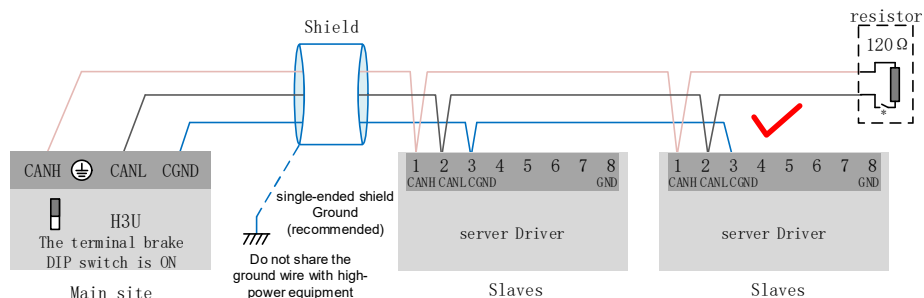 Shield
resistor
120Ω
*
CANH CANL CGND
H3U
The terminal brake
DIP switch is ON
Main site
single-ended shield
Ground
(recommended)
Do not share the
ground wire with high-
power equipment
1 2 3 4 5 6 7 8
CANH CANL CGND GND
server Driver
Slaves
1 2 3 4 5 6 7 8
CANH CANL CGND GND
server Driver
Slaves